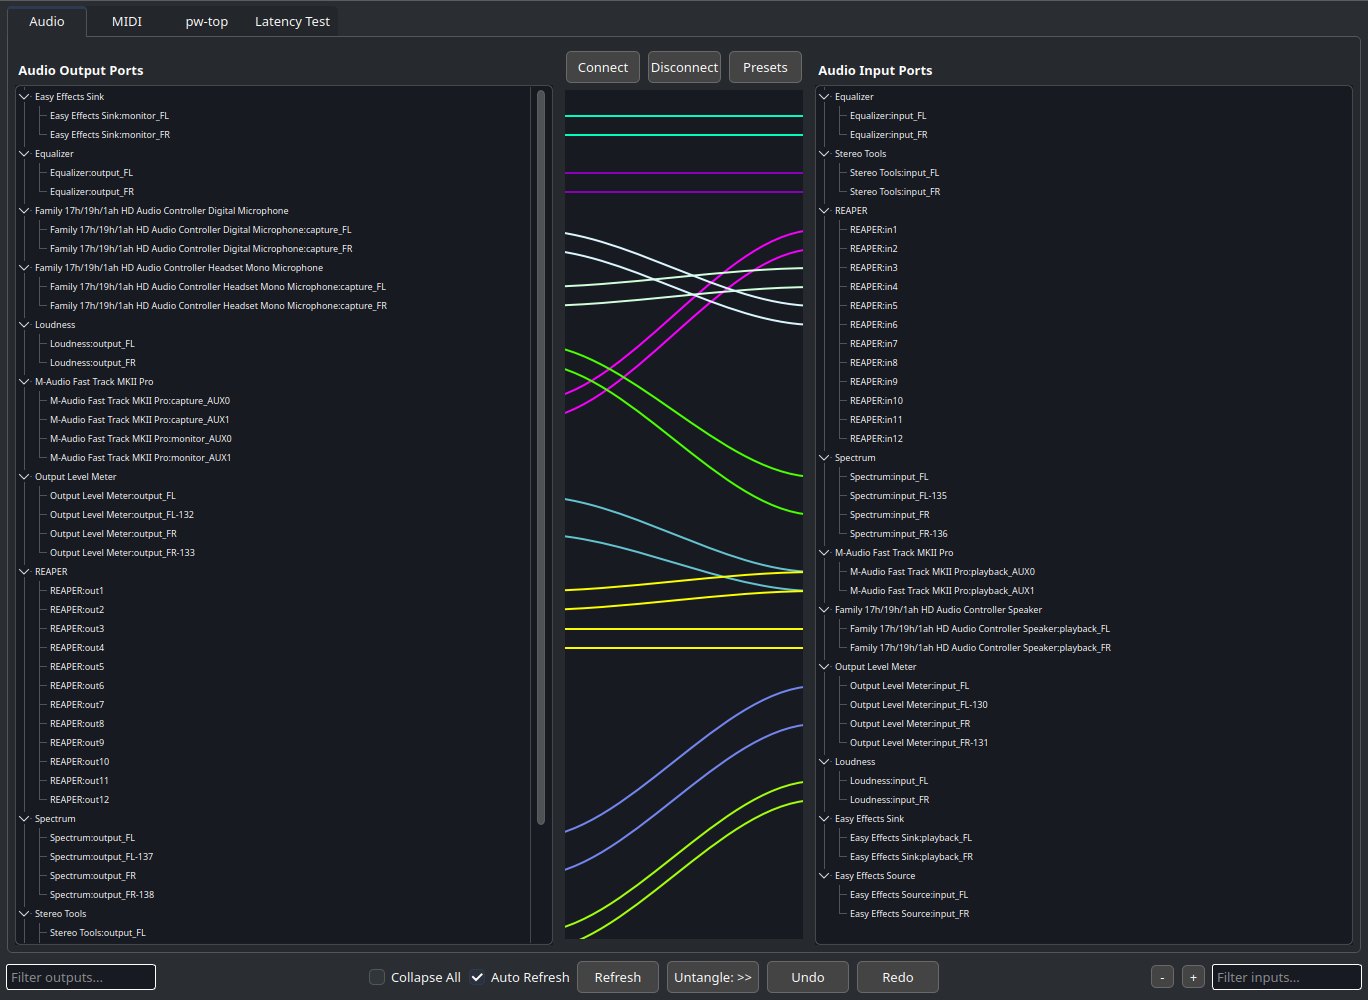 Audio
MIDI
pw-top
Latency Test
Audio Output Ports
Connect
Disconnect
Presets
Audio Input Ports
Easy Effects Sink
Easy Effects Sink:monitor_FL
Easy Effects Sink:monitor_FR
Equalizer
Equalizer:output_FL
Equalizer:output_FR
Family 17h/19h/1ah HD Audio Controller Digital Microphone
Family 17h/19h/1ah HD Audio Controller Digital Microphone:capture_FL
Family 17h/19h/1ah HD Audio Controller Digital Microphone:capture_FR
Family 17h/19h/1ah HD Audio Controller Headset Mono Microphone
Family 17h/19h/1ah HD Audio Controller Headset Mono Microphone:capture_FL
Family 17h/19h/1ah HD Audio Controller Headset Mono Microphone:capture_FR
Loudness
Loudness:output_FL
Loudness:output_FR
M-Audio Fast Track MKII Pro
M-Audio Fast Track MKII Pro:capture_AUX0
M-Audio Fast Track MKII Pro:capture_AUX1
M-Audio Fast Track MKII Pro:monitor_AUX0
M-Audio Fast Track MKII Pro:monitor_AUX1
Output Level Meter
Output Level Meter:output_FL
Output Level Meter:output_FL-132
Output Level Meter:output_FR
Output Level Meter:output_FR-133
REAPER
REAPER:out1
REAPER:out2
REAPER:out3
REAPER:out4
REAPER:out5
REAPER:out6
REAPER:out7
REAPER:out8
REAPER:out9
REAPER:out10
REAPER:out11
REAPER:out12
Spectrum
Spectrum:output_FL
Spectrum:output_FL-137
Spectrum:output_FR
Spectrum:output_FR-138
Stereo Tools
Stereo Tools:output_FL
Equalizer
Equalizer:input_FL
Equalizer:input_FR
Stereo Tools
Stereo Tools:input_FL
Stereo Tools:input_FR
REAPER
REAPER:in1
REAPER:in2
REAPER:in3
REAPER:in4
REAPER:in5
REAPER:in6
REAPER:in7
REAPER:in8
REAPER:in9
REAPER:in10
REAPER:in11
REAPER:in12
Spectrum
Spectrum:input_FL
Spectrum:input_FL-135
Spectrum:input_FR
Spectrum:input_FR-136
M-Audio Fast Track MKII Pro
M-Audio Fast Track MKII Pro:playback_AUX0
M-Audio Fast Track MKII Pro:playback_AUX1
Family 17h/19h/1ah HD Audio Controller Speaker
Family 17h/19h/1ah HD Audio Controller Speaker:playback_FL
Family 17h/19h/1ah HD Audio Controller Speaker:playback_FR
Output Level Meter
Output Level Meter:input_FL
Output Level Meter:input_FL-130
Output Level Meter:input_FR
Output Level Meter:input_FR-131
Loudness
Loudness:input_FL
Loudness:input_FR
Easy Effects Sink
Easy Effects Sink:playback_FL
Easy Effects Sink:playback_FR
Easy Effects Source
Easy Effects Source:input_FL
Easy Effects Source:input_FR
Filter outputs...
Collapse All
Auto Refresh
Refresh
Untangle: >>
Undo
Redo
-
+
Filter inputs...